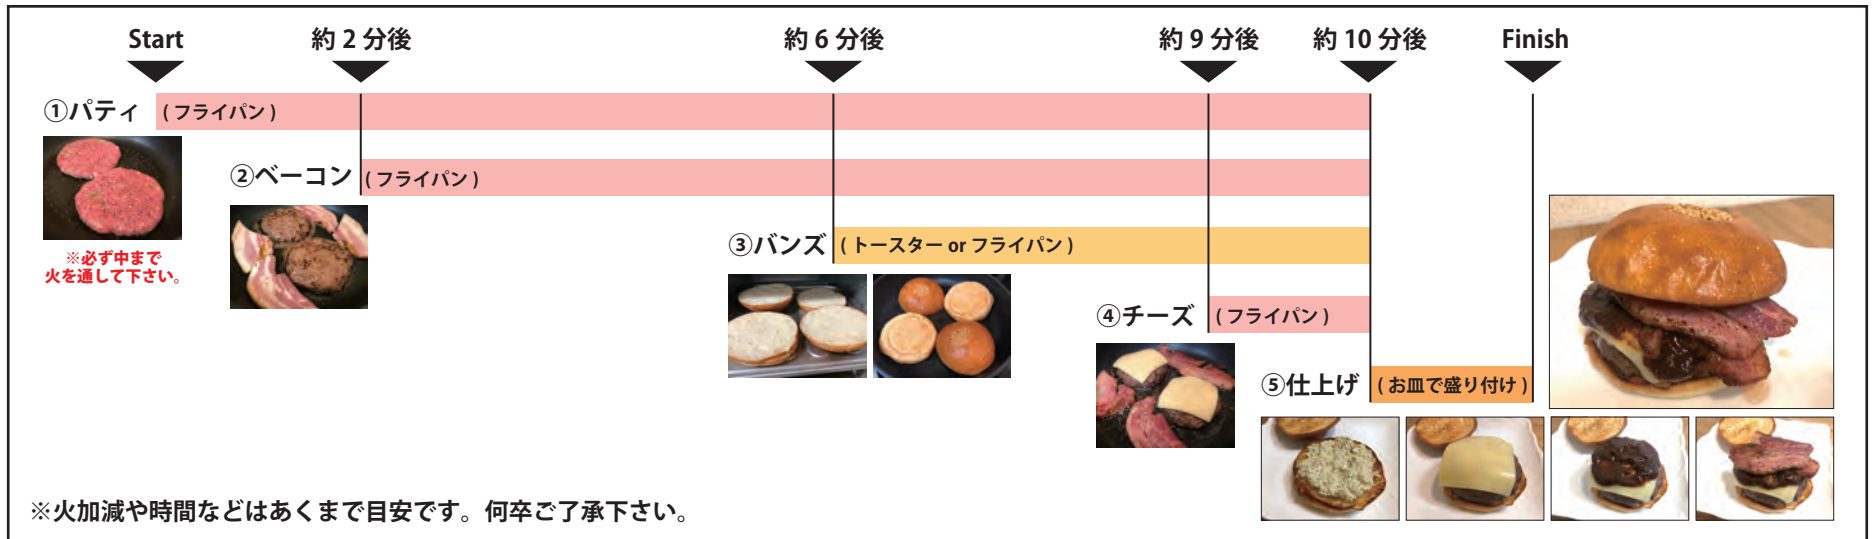 Start
約 2 分後
約 6 分後
約 9 分後
約 10 分後
Finish
①パティ
( フライパン )
※必ず中まで
火を通して下さい。
②ベーコン
( フライパン )
③バンズ
( トースター or フライパン )
④チーズ
( フライパン )
⑤仕上げ
( お皿で盛り付け )
※火加減や時間などはあくまで目安です。何卒ご了承下さい。